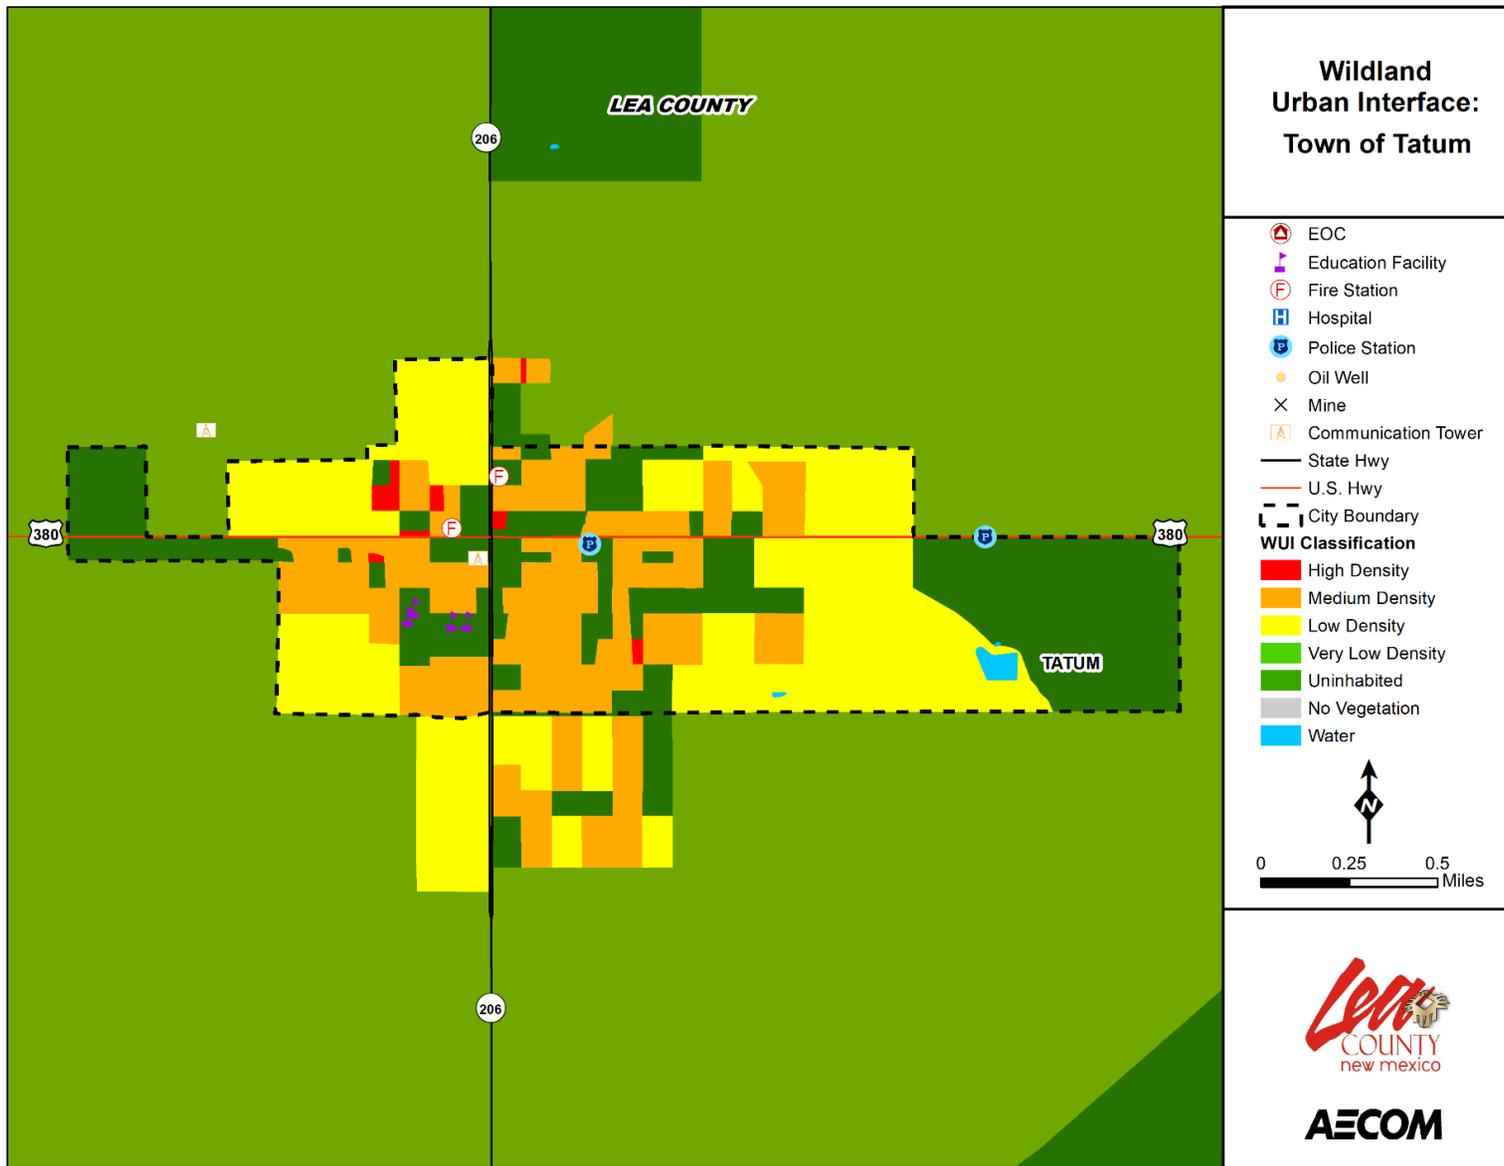 LEA COUNTY
206
380
F
F
P
P
380
TATUM
206
Wildland
Urban Interface:
Town of Tatum
EOC
Education Facility
F Fire Station
H Hospital
P Police Station
Oil Well
Mine
Communication Tower
State Hwy
U.S. Hwy
City Boundary
WUI Classification
High Density
Medium Density
Low Density
Very Low Density
Uninhabited
No Vegetation
Water
N
0 0.25 0.5
Miles
Lea
COUNTY
new mexico
AECOM